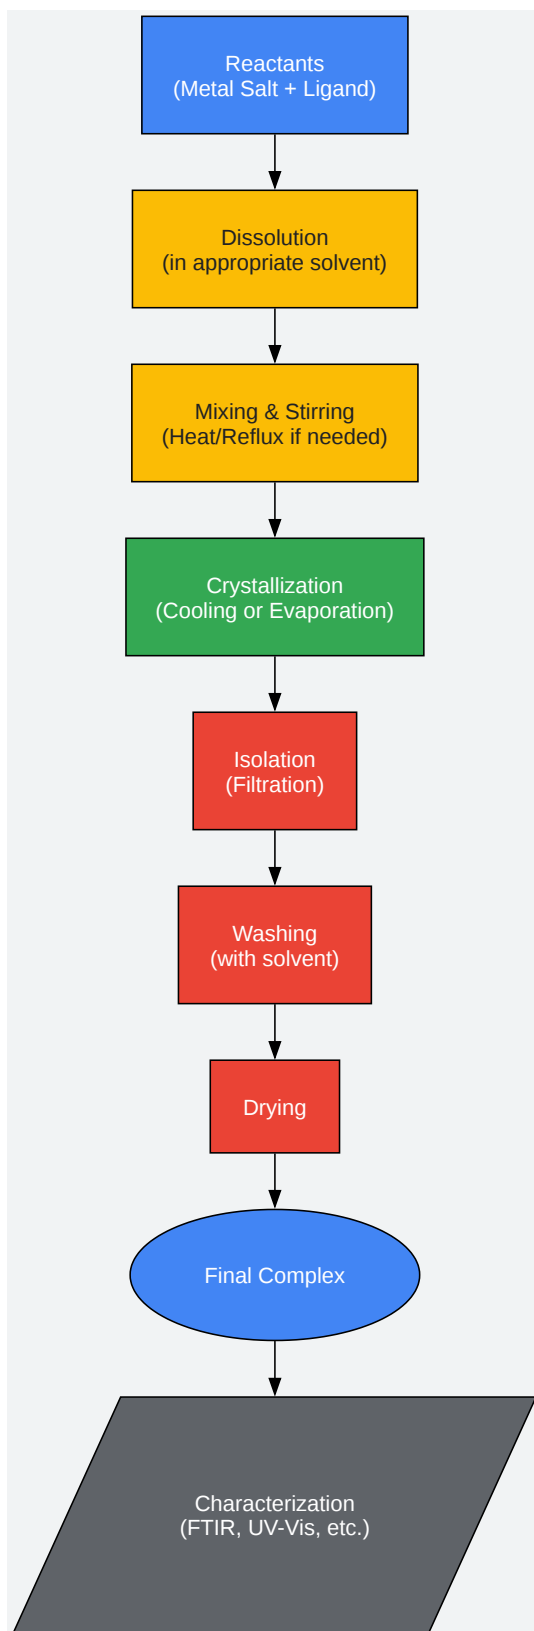 Reactants
(Metal Salt + Ligand)
Dissolution
(in appropriate solvent)
Mixing & Stirring
(Heat/Reflux if needed)
Crystallization
(Cooling or Evaporation)
Isolation
(Filtration)
Washing
(with solvent)
Drying
Final Complex
Characterization
(FTIR, UV-Vis, etc.)